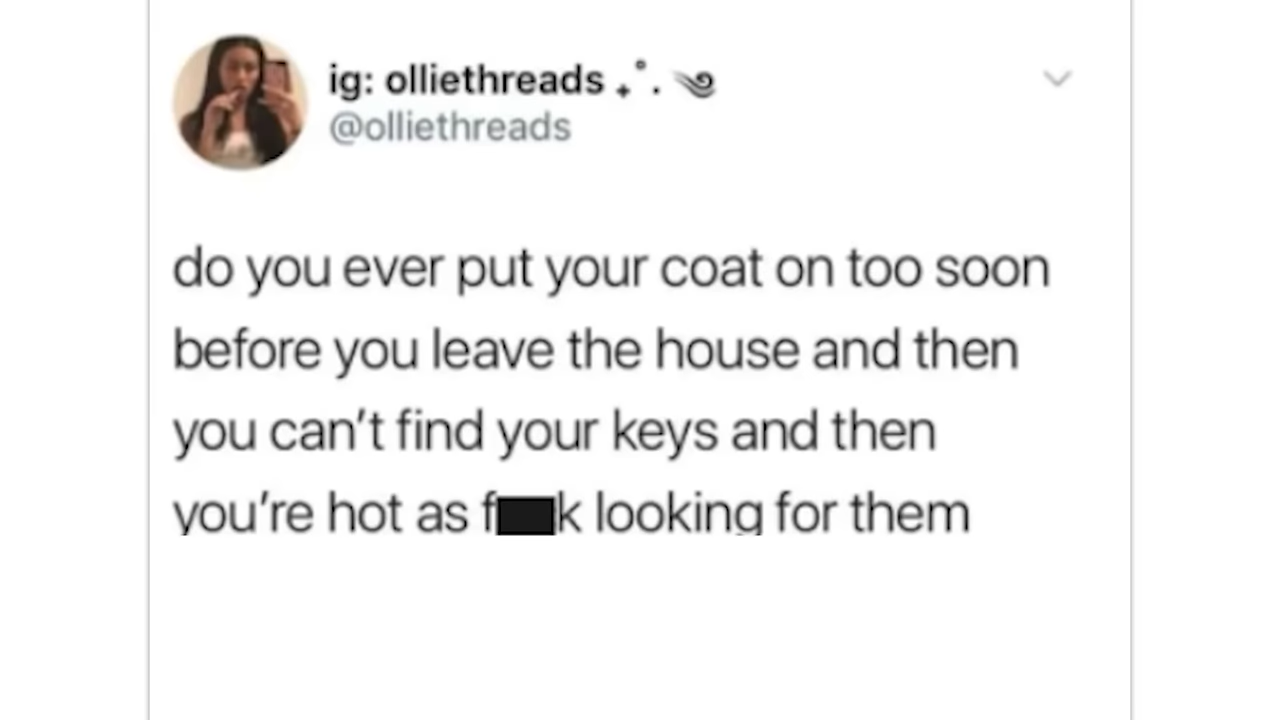 ig: olliethreads ₊˚. ༄
@olliethreads
do you ever put your coat on too soon
before you leave the house and then
you can't find your keys and then
you're hot as f■k looking for them